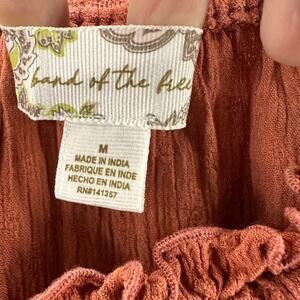 band of the free
M
MADE IN INDIA
FABRIQUE EN INDE
HECHO EN INDIA
RN#141357